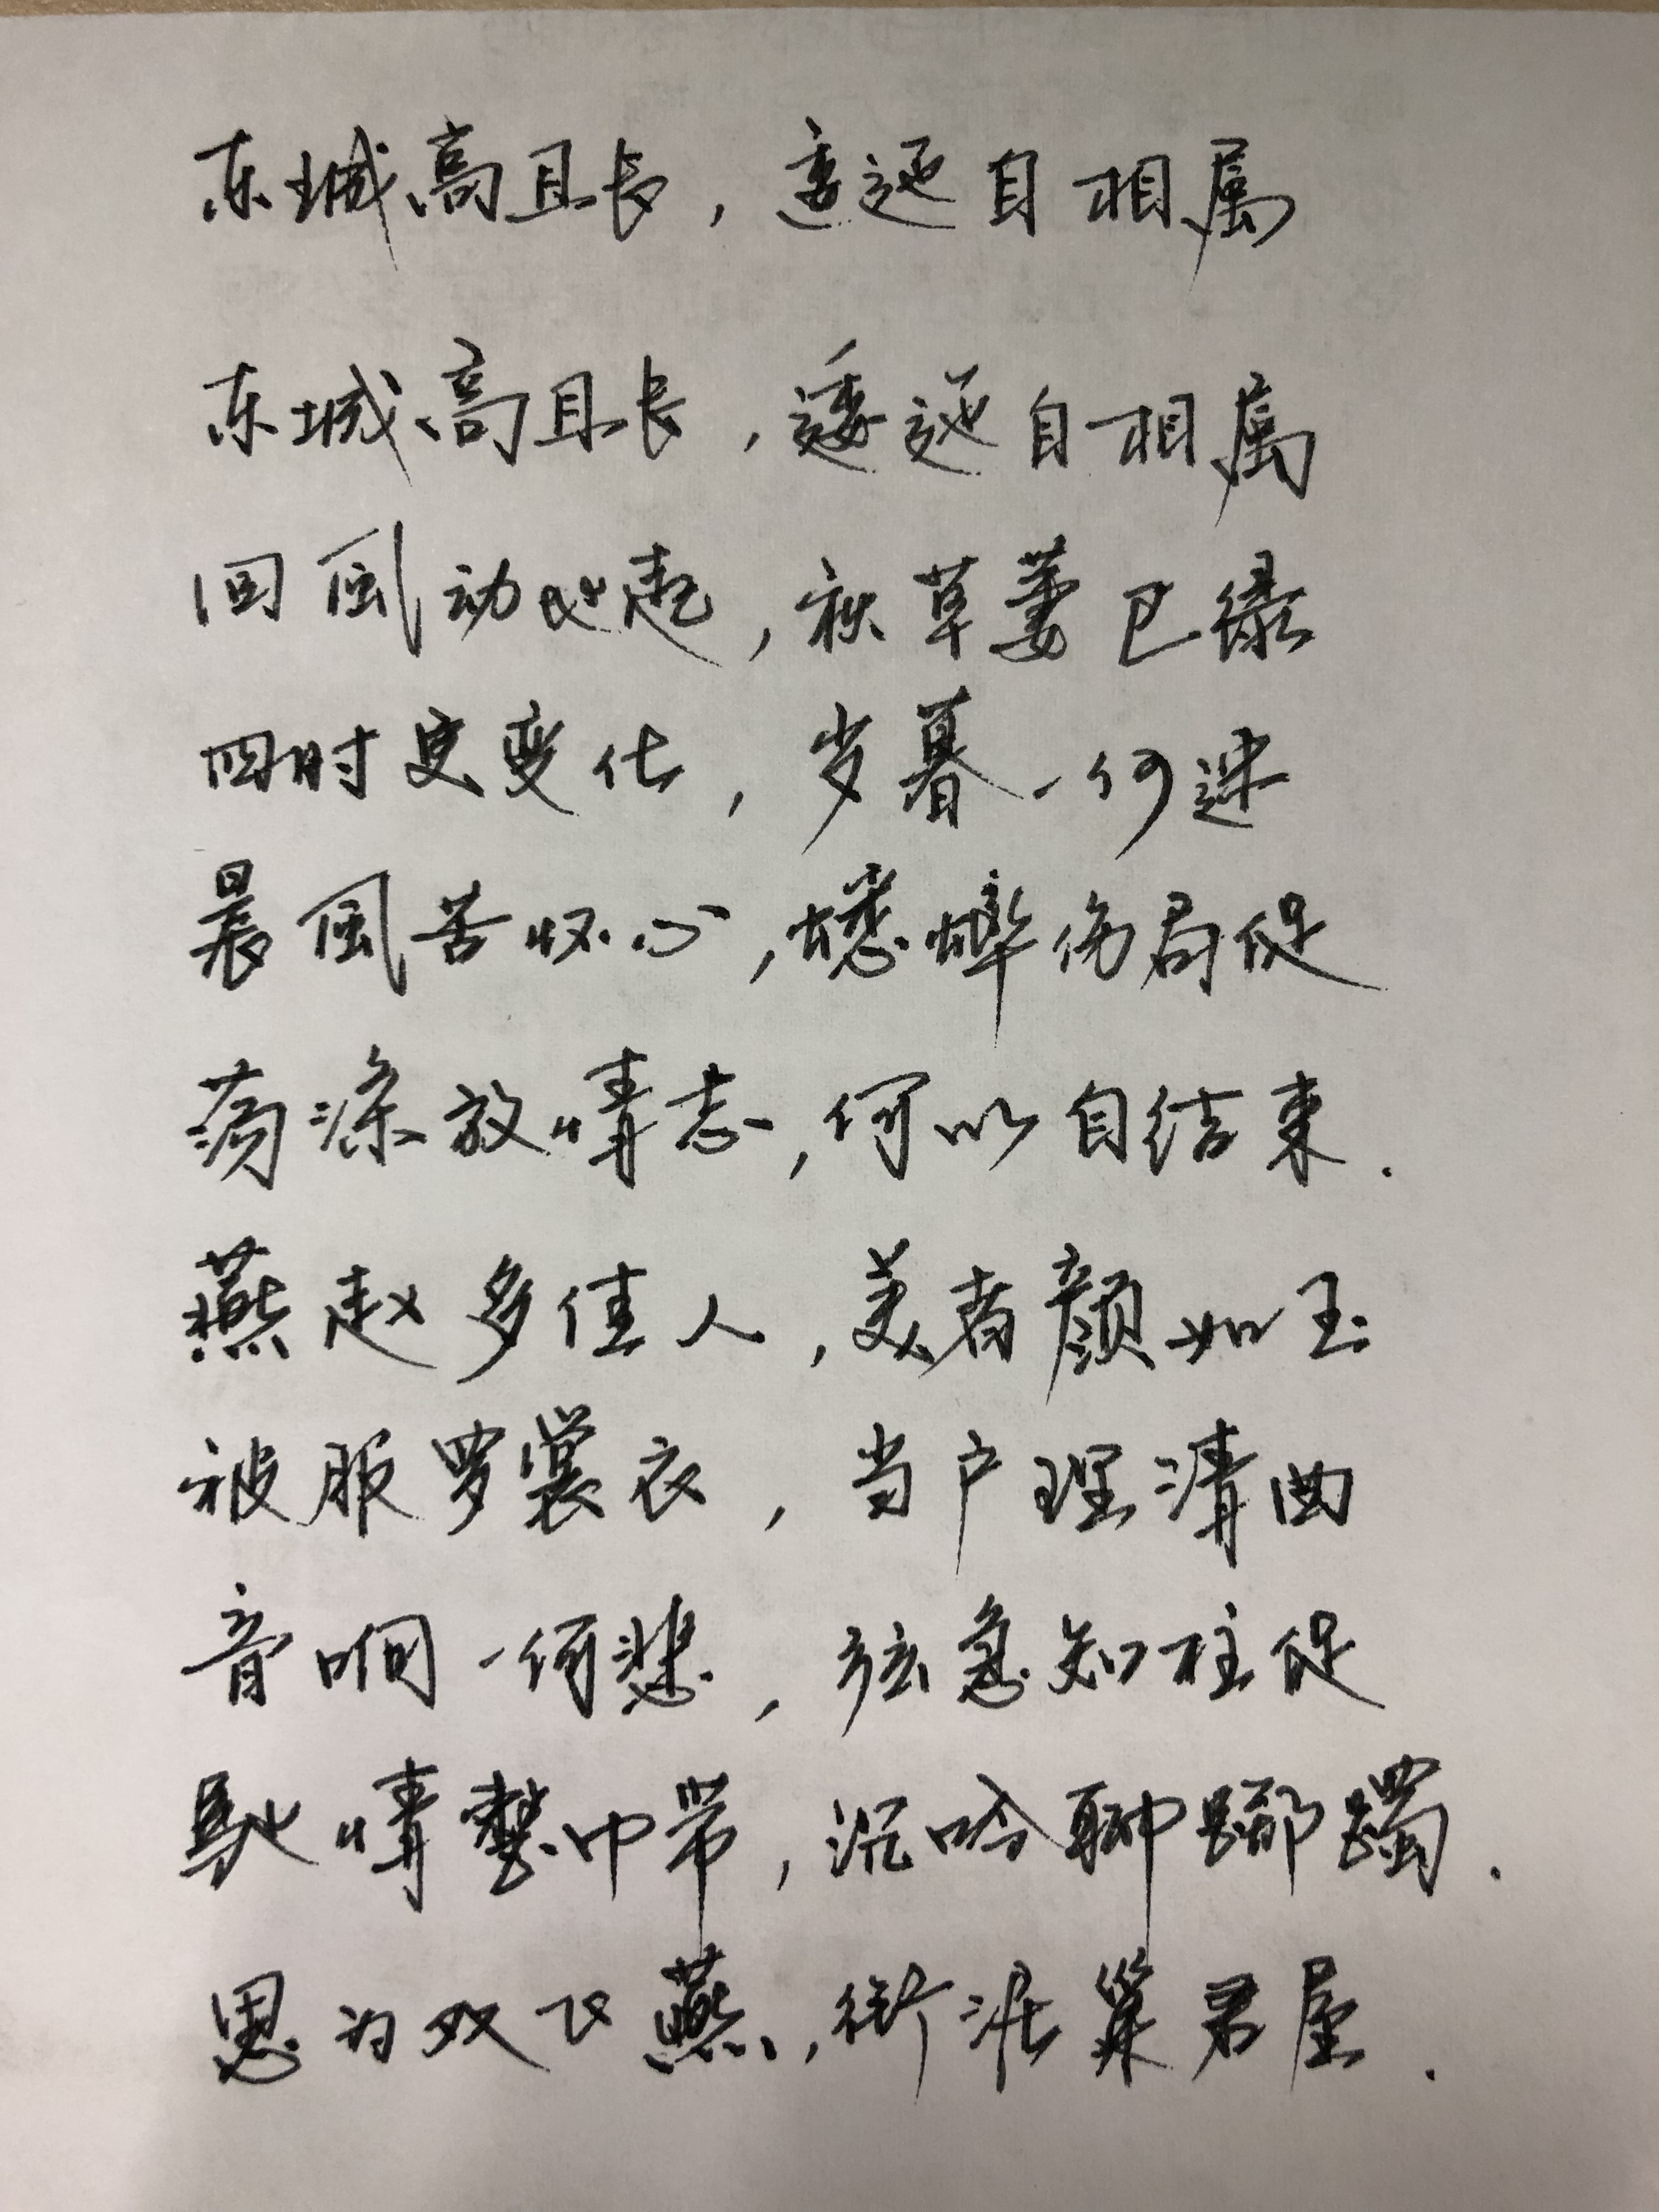 东城高且长，逶迤自相属
东城高且长，逶迤自相属
回風动地起，秋草萋已绿
四时更变化，岁暮一何速
晨風苦怀心，蟋蟀伤局促
荡涤放情志，何以自结束.
燕赵多佳人，美者颜如玉
被服罗裳衣，当户理清曲
音响一何悲，弦急知柱促
馳情整巾带，沉吟聊踯躅.
思为双飞燕，衔泥巢君屋.